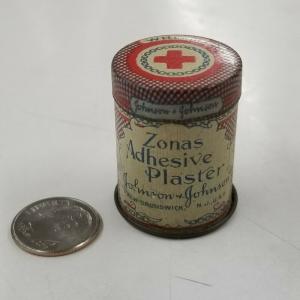 Johnson & Johnson
Zonas
Adhesive
Plaster
Johnson & Johnson
NEW BRUNSWICK, N.J., U.S.A.